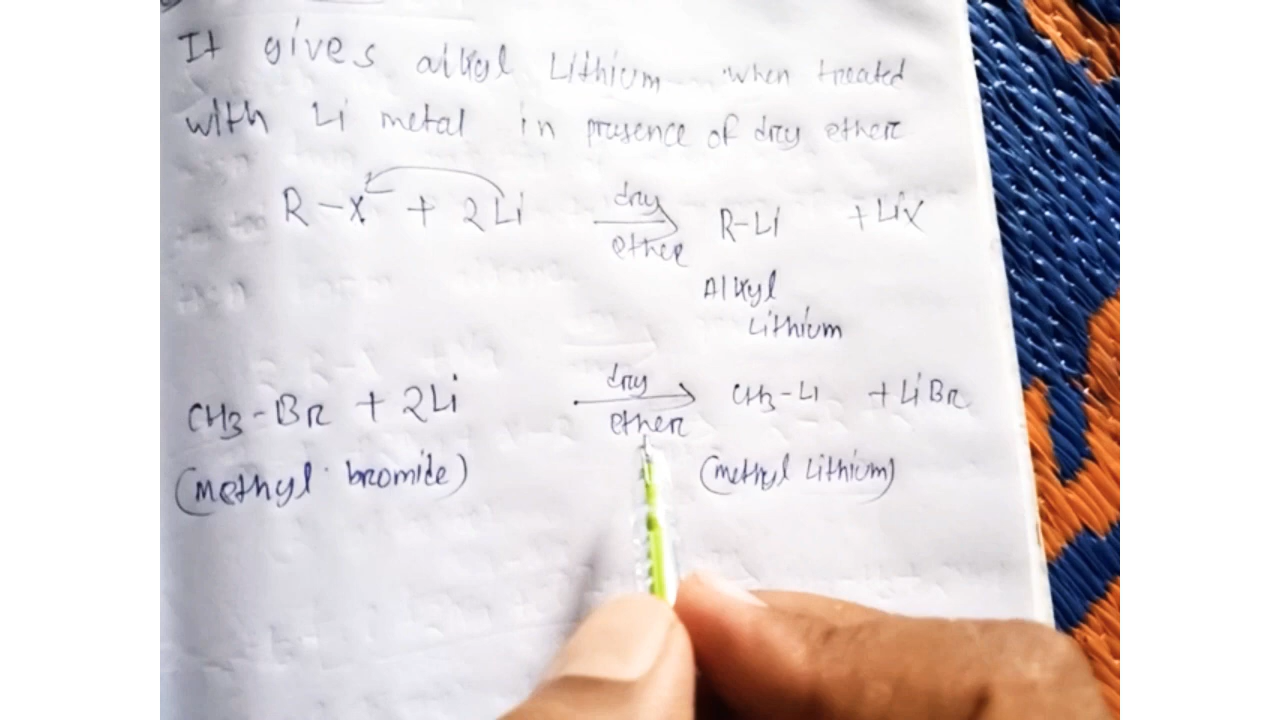 It gives alkyl Lithium when treated
with Li metal in presence of dry ether
R-X + 2Li dry ether R-Li + LiX
Alkyl
Lithium
CH3-Br + 2Li dry ether CH3-Li + LiBr
(Methyl bromide) (methyl Lithium)